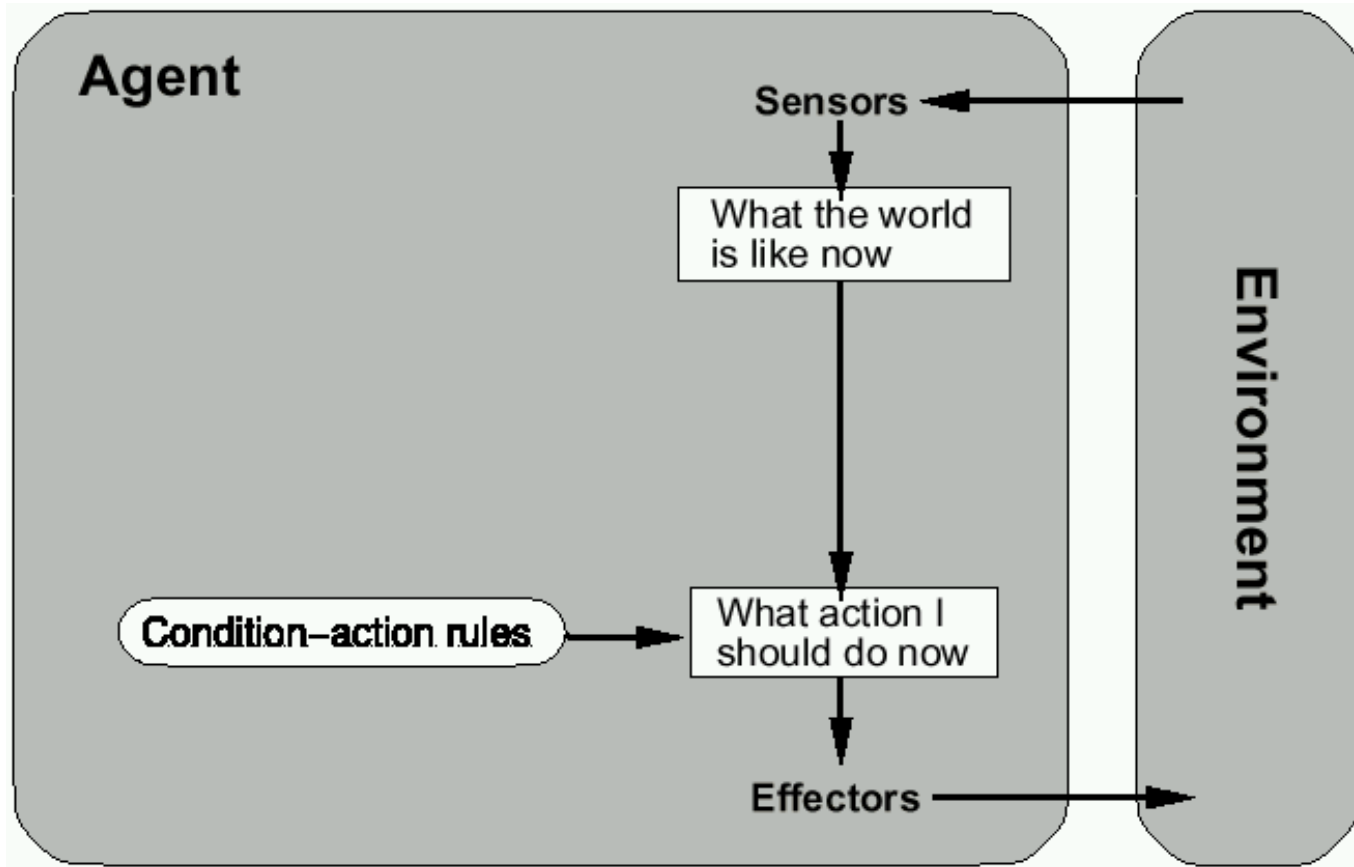 Agent
Sensors
What the world
is like now
Environment
Condition–action rules
What action I
should do now
Effectors